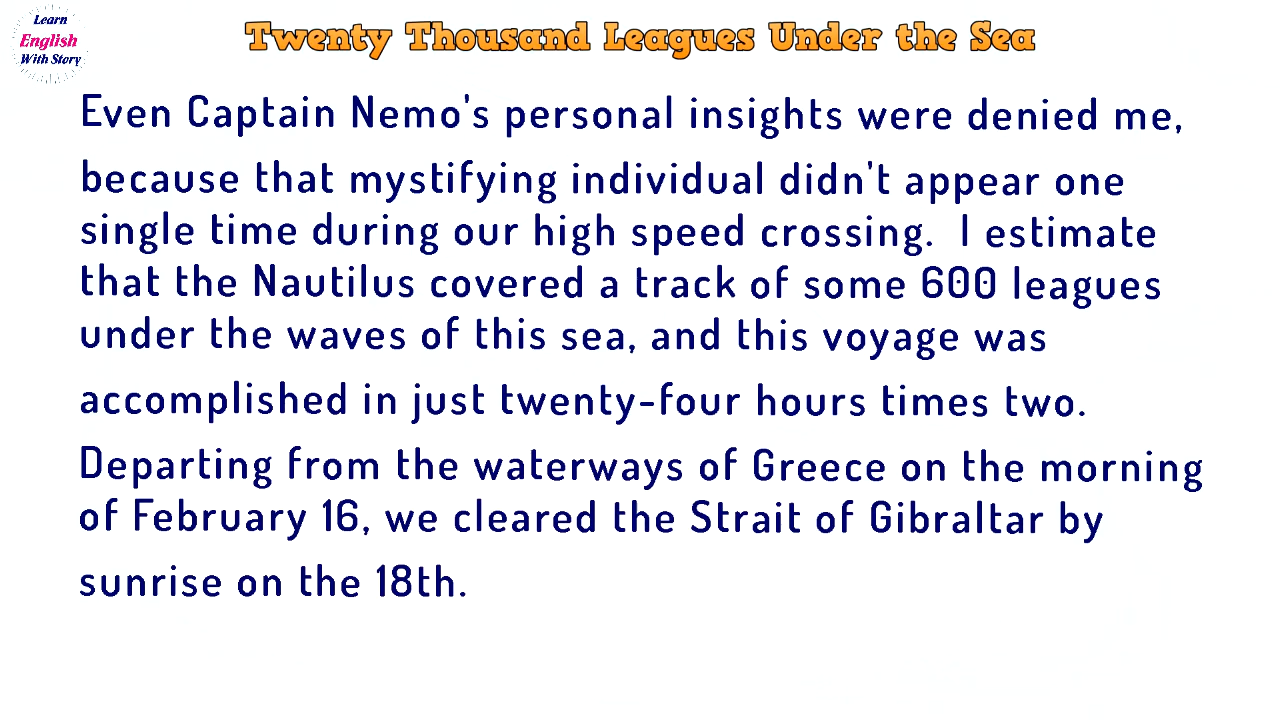 Learn
English
With Story
Twenty Thousand Leagues Under the Sea
Even Captain Nemo's personal insights were denied me,
because that mystifying individual didn't appear one
single time during our high speed crossing.  I estimate
that the Nautilus covered a track of some 600 leagues
under the waves of this sea, and this voyage was
accomplished in just twenty-four hours times two.
Departing from the waterways of Greece on the morning
of February 16, we cleared the Strait of Gibraltar by
sunrise on the 18th.